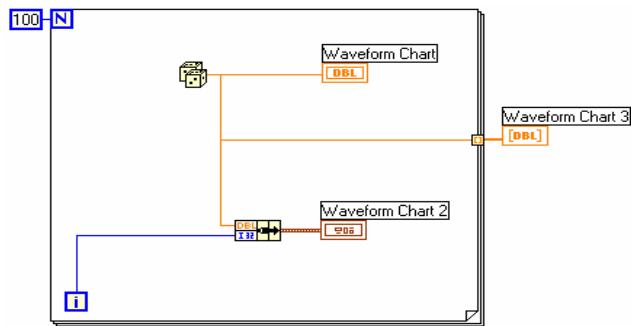 100
N
Waveform Chart
DBL
Waveform Chart 3
[DBL]
Waveform Chart 2
DBL
I32
i